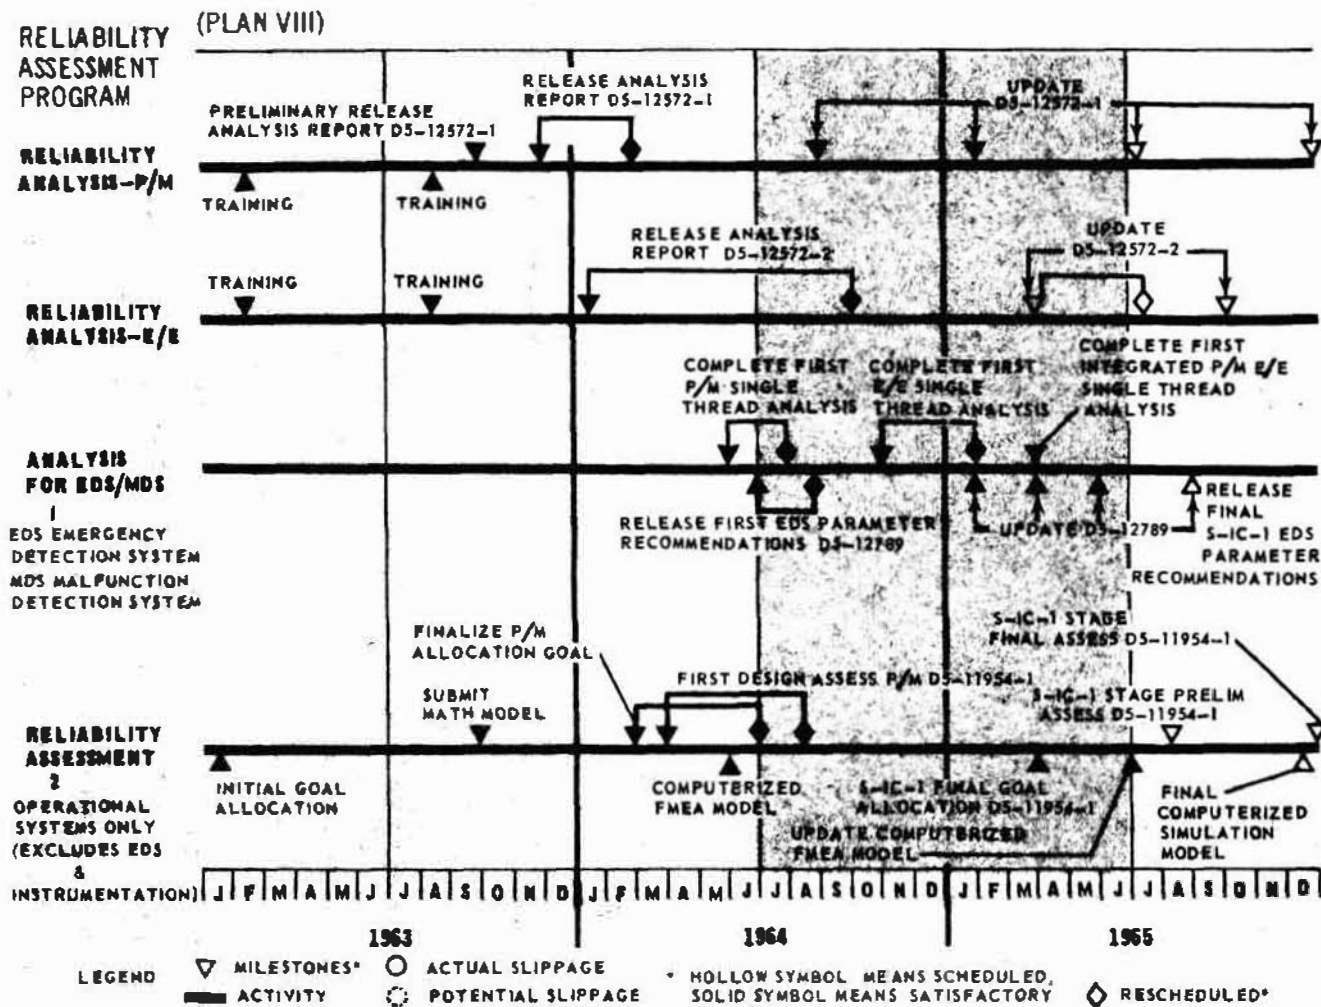 (PLAN VIII)
RELIABILITY
ASSESSMENT
PROGRAM
RELEASE ANALYSIS
REPORT D5-12572-1
PRELIMINARY RELEASE
ANALYSIS REPORT D5-12572-1
UPDATE
D5-12572-1
RELIABILITY
ANALYSIS-P/M
TRAINING
TRAINING
RELEASE ANALYSIS
REPORT D5-12572-2
UPDATE
D5-12572-2
TRAINING
TRAINING
RELIABILITY
ANALYSIS-E/E
COMPLETE FIRST
P/M SINGLE
THREAD ANALYSIS
COMPLETE FIRST
E/E SINGLE
THREAD ANALYSIS
COMPLETE FIRST
INTEGRATED P/M E/E
SINGLE THREAD
ANALYSIS
ANALYSIS
FOR EDS/MDS
1
EDS EMERGENCY
DETECTION SYSTEM
MDS MALFUNCTION
DETECTION SYSTEM
RELEASE FIRST EDS PARAMETER
RECOMMENDATIONS D5-12789
UPDATE D5-12789
RELEASE
FINAL
S-IC-1 EDS
PARAMETER
RECOMMENDATIONS
FINALIZE P/M
ALLOCATION GOAL
FIRST DESIGN ASSESS P/M D5-11954-1
S-IC-1 STAGE
FINAL ASSESS D5-11954-1
SUBMIT
MATH MODEL
S-IC-1 STAGE PRELIM
ASSESS D5-11954-1
RELIABILITY
ASSESSMENT
2
OPERATIONAL
SYSTEMS ONLY
(EXCLUDES EDS
&
INSTRUMENTATION)
INITIAL GOAL
ALLOCATION
COMPUTERIZED
FMEA MODEL
S-IC-1 FINAL GOAL
ALLOCATION D5-11954-1
UPDATE COMPUTERIZED
FMEA MODEL
FINAL
COMPUTERIZED
SIMULATION
MODEL
J F M A M J J A S O N D J F M A M J J A S O N D J F M A M J J A S O N D
1963 1964 1965
LEGEND
MILESTONES*
ACTUAL SLIPPAGE
ACTIVITY
POTENTIAL SLIPPAGE
* HOLLOW SYMBOL MEANS SCHEDULED,
SOLID SYMBOL MEANS SATISFACTORY
RESCHEDULED*